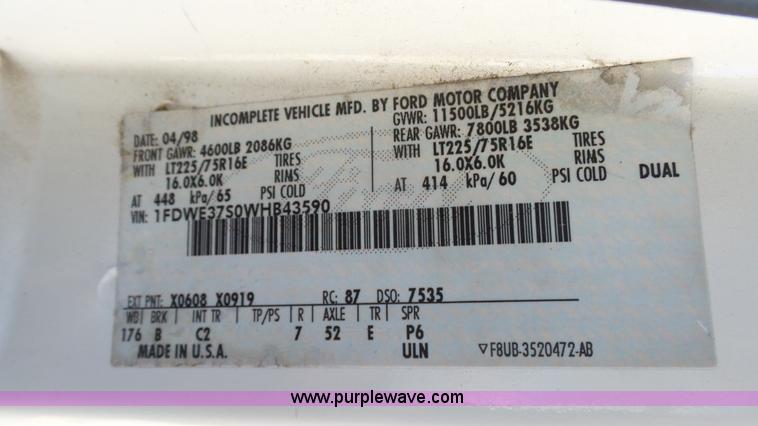 INCOMPLETE VEHICLE MFD. BY FORD MOTOR COMPANY
DATE: 04/98 GVWR: 11500LB/5216KG
FRONT GAWR: 4600LB 2086KG REAR GAWR: 7800LB 3538KG
WITH LT225/75R16E TIRES WITH LT225/75R16E TIRES
16.0X6.0K RIMS 16.0X6.0K RIMS DUAL
AT 448 kPa/65 PSI COLD AT 414 kPa/60 PSI COLD
VIN: 1FDWE37S0WHB43590
EXT PNT: X0608 X0919 RC: 87 DSO: 7535
WB BRK INT TR TP/PS R AXLE TR SPR
176 B C2 7 52 E P6
MADE IN U.S.A. ULN ▽F8UB-3520472-AB
www.purplewave.com